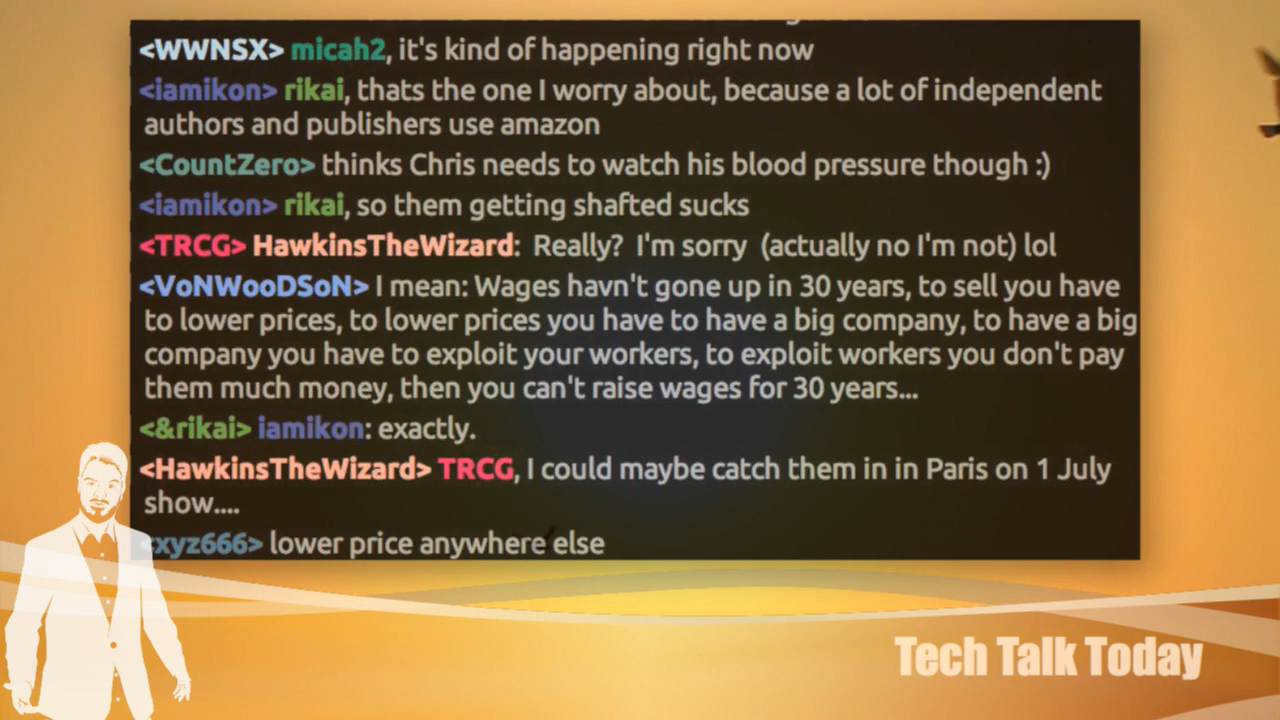 <WWNSX> micah2, it's kind of happening right now
<iamikon> rikai, thats the one I worry about, because a lot of independent
authors and publishers use amazon
<CountZero> thinks Chris needs to watch his blood pressure though :)
<iamikon> rikai, so them getting shafted sucks
<TRCG> HawkinsTheWizard: Really? I'm sorry (actually no I'm not) lol
<VoNWooDSoN> I mean: Wages havn't gone up in 30 years, to sell you have
to lower prices, to lower prices you have to have a big company, to have a big
company you have to exploit your workers, to exploit workers you don't pay
them much money, then you can't raise wages for 30 years...
<&rikai> iamikon: exactly.
<HawkinsTheWizard> TRCG, I could maybe catch them in in Paris on 1 July
show....
<xyz666> lower price anywhere else
Tech Talk Today